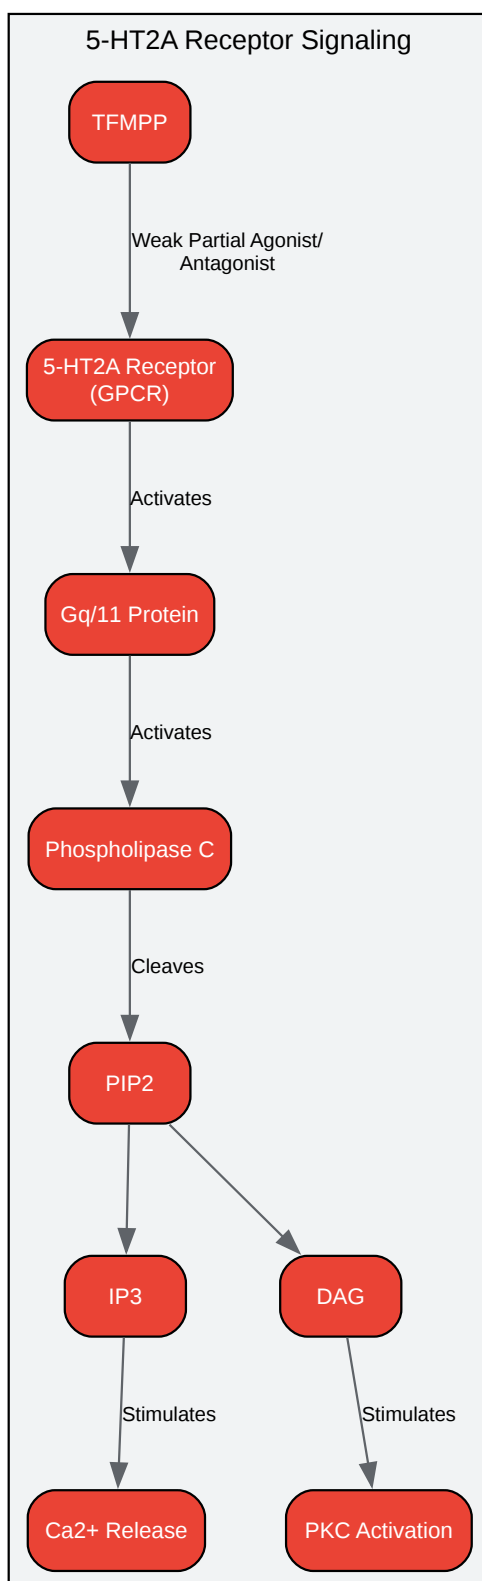 5-HT2A Receptor Signaling
TFMPP
Weak Partial Agonist/
Antagonist
5-HT2A Receptor
(GPCR)
Activates
Gq/11 Protein
Activates
Phospholipase C
Cleaves
PIP2
IP3
DAG
Stimulates
Stimulates
Ca2+ Release
PKC Activation